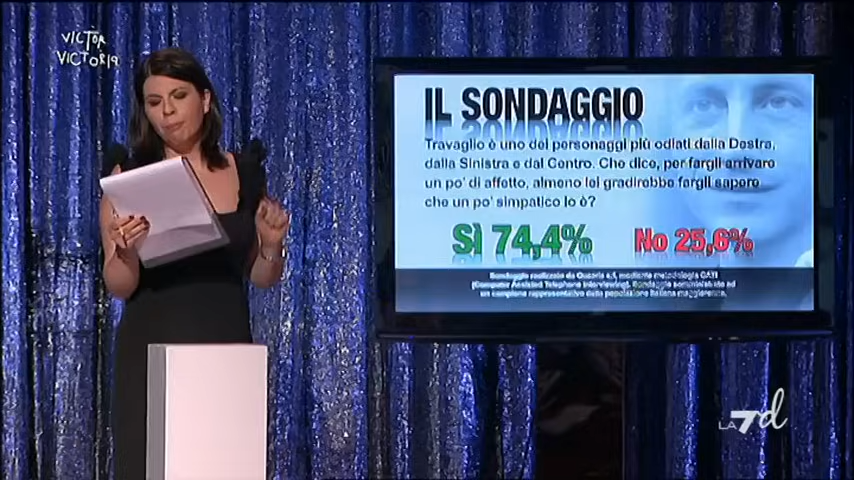 VICTOR
VICTORIA
IL SONDAGGIO
Travaglio è uno dei personaggi più odiati dalla Destra,
dalla Sinistra e dal Centro. Che dice, per fargli arrivare
un po' di affetto, almeno lei gradirebbe fargli sapere
che un po' simpatico lo è?
SÌ 74,4% No 25,6%
Sondaggio realizzato da mediante metodologia CATI
(Computer Assisted Telephone Interviewing). Sondaggio somministrato ad
un campione rappresentativo della popolazione italiana maggiorenne.
LA7d